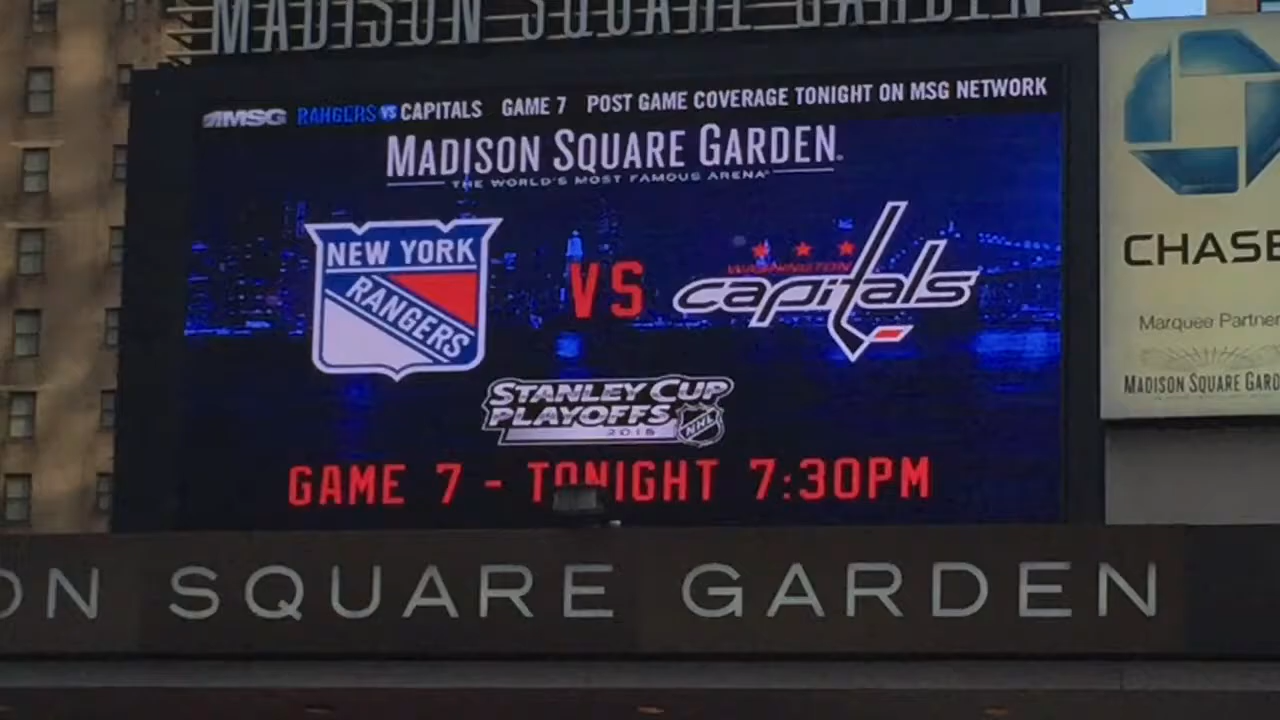 MADISON SQUARE GARDEN
MSG RANGERS VS CAPITALS GAME 7 POST GAME COVERAGE TONIGHT ON MSG NETWORK
MADISON SQUARE GARDEN.
THE WORLD'S MOST FAMOUS ARENA
NEW YORK
RANGERS
VS
WASHINGTON
capitals
STANLEY CUP
PLAYOFFS
2015
NHL
GAME 7 - TONIGHT 7:30PM
CHASE
Marquee Partner
MADISON SQUARE GARD
ON SQUARE GARDEN